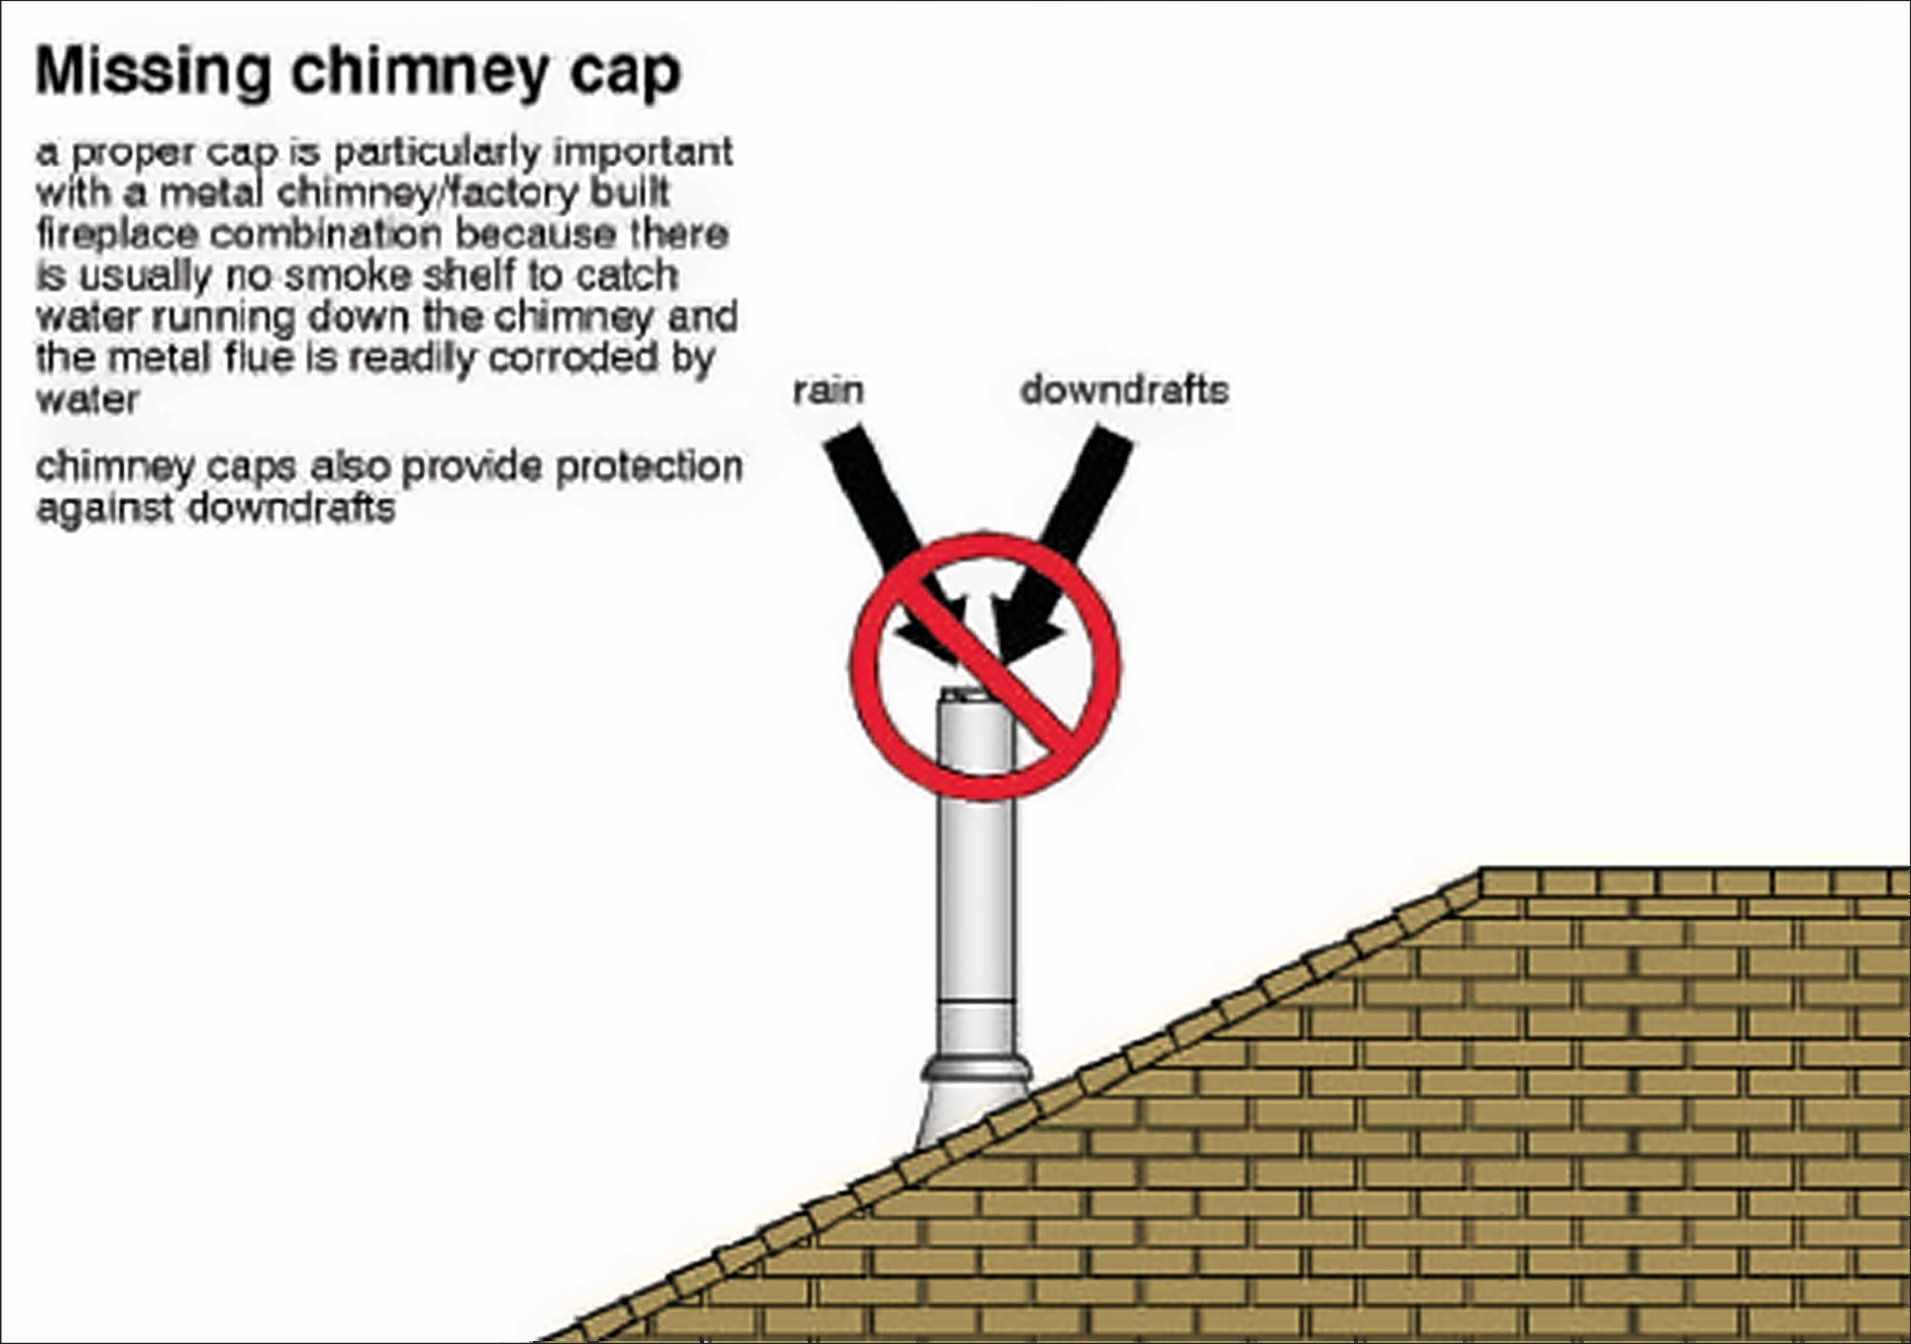 Missing chimney cap
a proper cap is particularly important
with a metal chimney/factory built
fireplace combination because there
is usually no smoke shelf to catch
water running down the chimney and
the metal flue is readily corroded by
water
chimney caps also provide protection
against downdrafts
rain
downdrafts